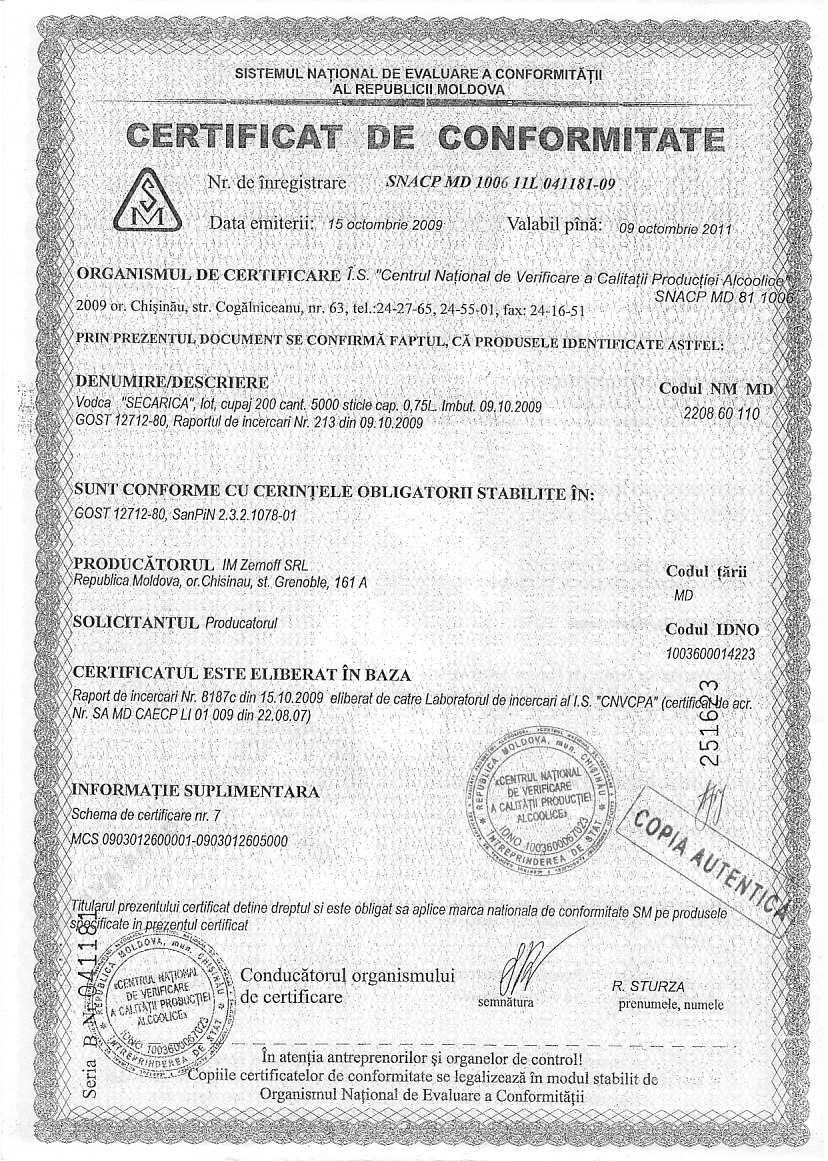 SISTEMUL NAȚIONAL DE EVALUARE A CONFORMITĂȚII
AL REPUBLICII MOLDOVA
CERTIFICAT DE CONFORMITATE
SM
Nr. de înregistrare SNACP MD 1006 11L 041181-09
Data emiterii: 15 octombrie 2009 Valabil pînă: 09 octombrie 2011
ORGANISMUL DE CERTIFICARE Î.S. "Centrul Național de Verificare a Calitatii Producției Alcoolice"
SNACP MD 81 1006
2009 or. Chișinău, str. Cogălniceanu, nr. 63, tel.:24-27-65, 24-55-01, fax: 24-16-51
PRIN PREZENTUL DOCUMENT SE CONFIRMĂ FAPTUL, CĂ PRODUSELE IDENTIFICATE ASTFEL:
DENUMIRE/DESCRIERE
Codul NM MD
Vodca "SECARICA", lot, cupaj 200 cant. 5000 sticle cap. 0,75L. Imbut. 09.10.2009
2208 60 110
GOST 12712-80, Raportul de incercari Nr. 213 din 09.10.2009
SUNT CONFORME CU CERINȚELE OBLIGATORII STABILITE ÎN:
GOST 12712-80, SanPiN 2.3.2.1078-01
PRODUCĂTORUL IM Zernoff SRL
Codul țării
Republica Moldova, or.Chisinau, st. Grenoble, 161 A
MD
SOLICITANTUL Producatorul
Codul IDNO
1003600014223
CERTIFICATUL ESTE ELIBERAT ÎN BAZA
Raport de incercari Nr. 8187c din 15.10.2009 eliberat de catre Laboratorul de incercari al I.S. "CNVCPA" (certificat de acr.
Nr. SA MD CAECP LI 01 009 din 22.08.07)
251623
INFORMAȚIE SUPLIMENTARA
Schema de certificare nr. 7
MCS 0903012600001-0903012605000
REPUBLICA MOLDOVA, mun. CHIȘINĂU
«CENTRUL NAȚIONAL
DE VERIFICARE
A CALITĂȚII PRODUCȚIEI
ALCOOLICE»
IDNO 1003600067023
ÎNTREPRINDEREA DE STAT
COPIA AUTENTICĂ
Titularul prezentului certificat detine dreptul si este obligat sa aplice marca nationala de conformitate SM pe produsele
specificate in prezentul certificat
Seria B Nr 041181
REPUBLICA MOLDOVA, mun. CHIȘINĂU
«CENTRUL NAȚIONAL
DE VERIFICARE
A CALITĂȚII PRODUCȚIEI
ALCOOLICE»
IDNO 1003600067023
ÎNTREPRINDEREA DE STAT
Conducătorul organismului
de certificare
semnătura
R. STURZA
prenumele, numele
În atenția antreprenorilor și organelor de control!
Copiile certificatelor de conformitate se legalizează în modul stabilit de
Organismul Național de Evaluare a Conformității